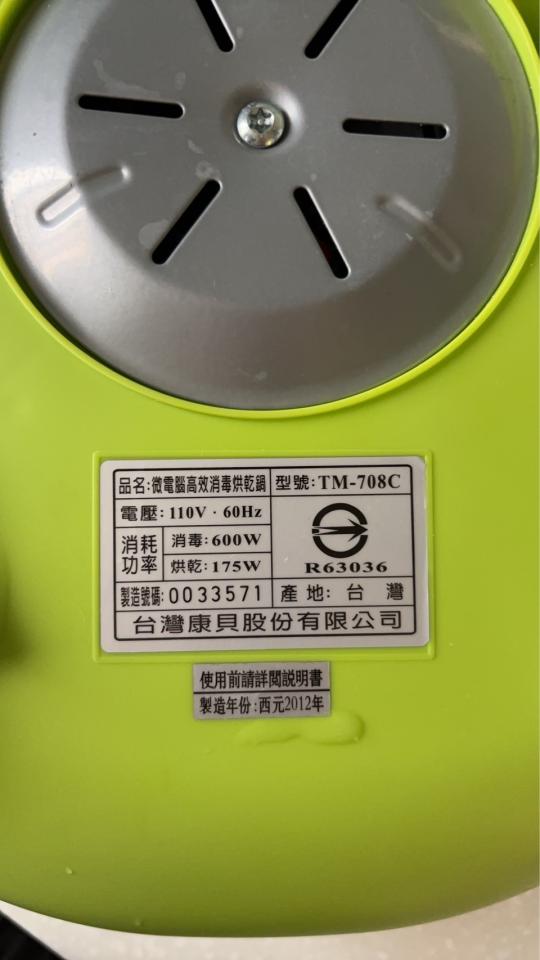 品名:微電腦高效消毒烘乾鍋 型號:TM-708C
電壓:110V·60Hz
消耗功率 消毒:600W
烘乾:175W
R63036
製造號碼:0033571 產地:台灣
台灣康貝股份有限公司
使用前請詳閱説明書
製造年份:西元2012年